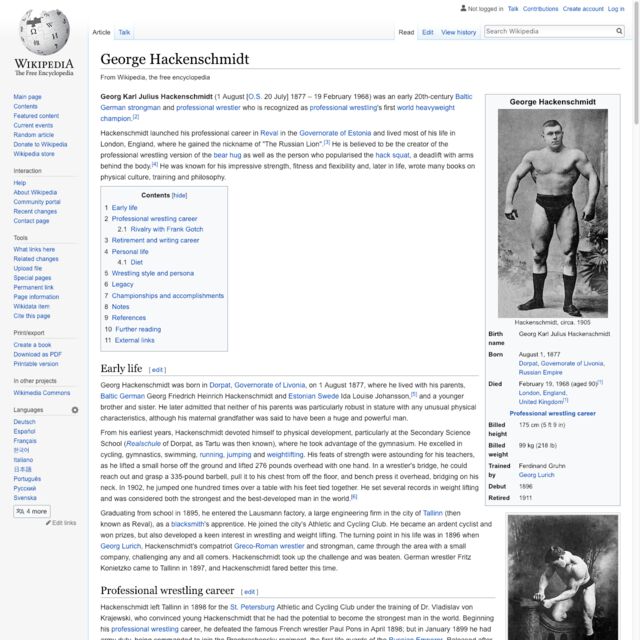 Not logged in Talk Contributions Create account Log in
Article Talk
Read Edit View history Search Wikipedia
WIKIPEDIA
The Free Encyclopedia
Main page
Contents
Featured content
Current events
Random article
Donate to Wikipedia
Wikipedia store
Interaction
Help
About Wikipedia
Community portal
Recent changes
Contact page
Tools
What links here
Related changes
Upload file
Special pages
Permanent link
Page information
Wikidata item
Cite this page
Print/export
Create a book
Download as PDF
Printable version
In other projects
Wikimedia Commons
Languages
Deutsch
Español
Français
한국어
Italiano
日本語
Português
Русский
Svenska
4 more
Edit links
George Hackenschmidt
From Wikipedia, the free encyclopedia
Georg Karl Julius Hackenschmidt (1 August [O.S. 20 July] 1877 – 19 February 1968) was an early 20th-century Baltic
German strongman and professional wrestler who is recognized as professional wrestling's first world heavyweight
champion.[2]
Hackenschmidt launched his professional career in Reval in the Governorate of Estonia and lived most of his life in
London, England, where he gained the nickname of "The Russian Lion".[3] He is believed to be the creator of the
professional wrestling version of the bear hug as well as the person who popularised the hack squat, a deadlift with arms
behind the body.[4] He was known for his impressive strength, fitness and flexibility and, later in life, wrote many books on
physical culture, training and philosophy.
Contents [hide]
1 Early life
2 Professional wrestling career
2.1 Rivalry with Frank Gotch
3 Retirement and writing career
4 Personal life
4.1 Diet
5 Wrestling style and persona
6 Legacy
7 Championships and accomplishments
8 Notes
9 References
10 Further reading
11 External links
Early life [ edit ]
Georg Hackenschmidt was born in Dorpat, Governorate of Livonia, on 1 August 1877, where he lived with his parents,
Baltic German Georg Friedrich Heinrich Hackenschmidt and Estonian Swede Ida Louise Johansson,[5] and a younger
brother and sister. He later admitted that neither of his parents was particularly robust in stature with any unusual physical
characteristics, although his maternal grandfather was said to have been a huge and powerful man.
From his earliest years, Hackenschmidt devoted himself to physical development, particularly at the Secondary Science
School (Realschule of Dorpat, as Tartu was then known), where he took advantage of the gymnasium. He excelled in
cycling, gymnastics, swimming, running, jumping and weightlifting. His feats of strength were astounding for his teachers,
as he lifted a small horse off the ground and lifted 276 pounds overhead with one hand. In a wrestler's bridge, he could
reach out and grasp a 335-pound barbell, pull it to his chest from off the floor, and bench press it overhead, bridging on his
neck. In 1902, he jumped one hundred times over a table with his feet tied together. He set several records in weight lifting
and was considered both the strongest and the best-developed man in the world.[6]
Graduating from school in 1895, he entered the Lausmann factory, a large engineering firm in the city of Tallinn (then
known as Reval), as a blacksmith's apprentice. He joined the city's Athletic and Cycling Club. He became an ardent cyclist and
won prizes, but also developed a keen interest in wrestling and weight lifting. The turning point in his life was in 1896 when
Georg Lurich, Hackenschmidt's compatriot Greco-Roman wrestler and strongman, came through the area with a small
company, challenging any and all comers. Hackenschmidt took up the challenge and was beaten. German wrestler Fritz
Konietzko came to Tallinn in 1897, and Hackenschmidt fared better this time.
Professional wrestling career [ edit ]
Hackenschmidt left Tallinn in 1898 for the St. Petersburg Athletic and Cycling Club under the training of Dr. Vladislav von
Krajewski, who convinced young Hackenschmidt that he had the potential to become the strongest man in the world. Beginning
his professional wrestling career, he defeated the famous French wrestler Paul Pons in April 1898; but in January 1899 he had
George Hackenschmidt
Hackenschmidt, circa. 1905
Birth name Georg Karl Julius Hackenschmidt
Born August 1, 1877
Dorpat, Governorate of Livonia,
Russian Empire
Died February 19, 1968 (aged 90)[1]
London, England,
United Kingdom[1]
Professional wrestling career
Billed height 175 cm (5 ft 9 in)
Billed weight 99 kg (218 lb)
Trained by Ferdinand Gruhn
Georg Lurich
Debut 1896
Retired 1911